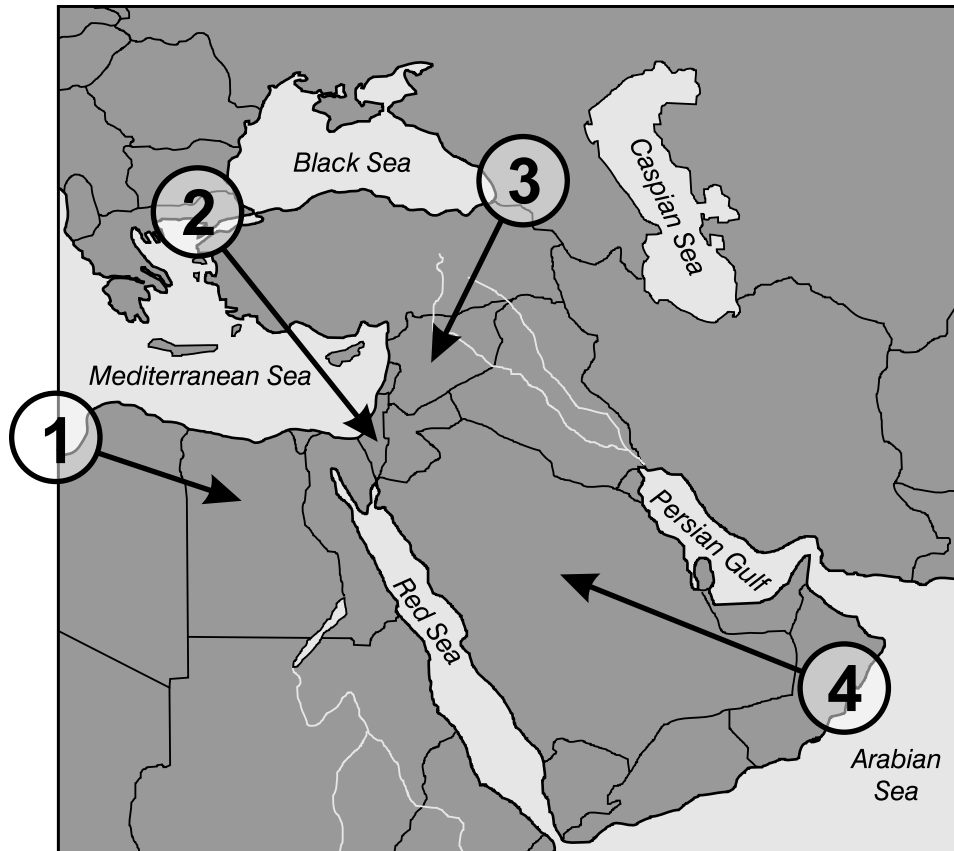 Black Sea
Caspian Sea
3
2
Mediterranean Sea
1
Persian Gulf
Red Sea
4
Arabian
Sea